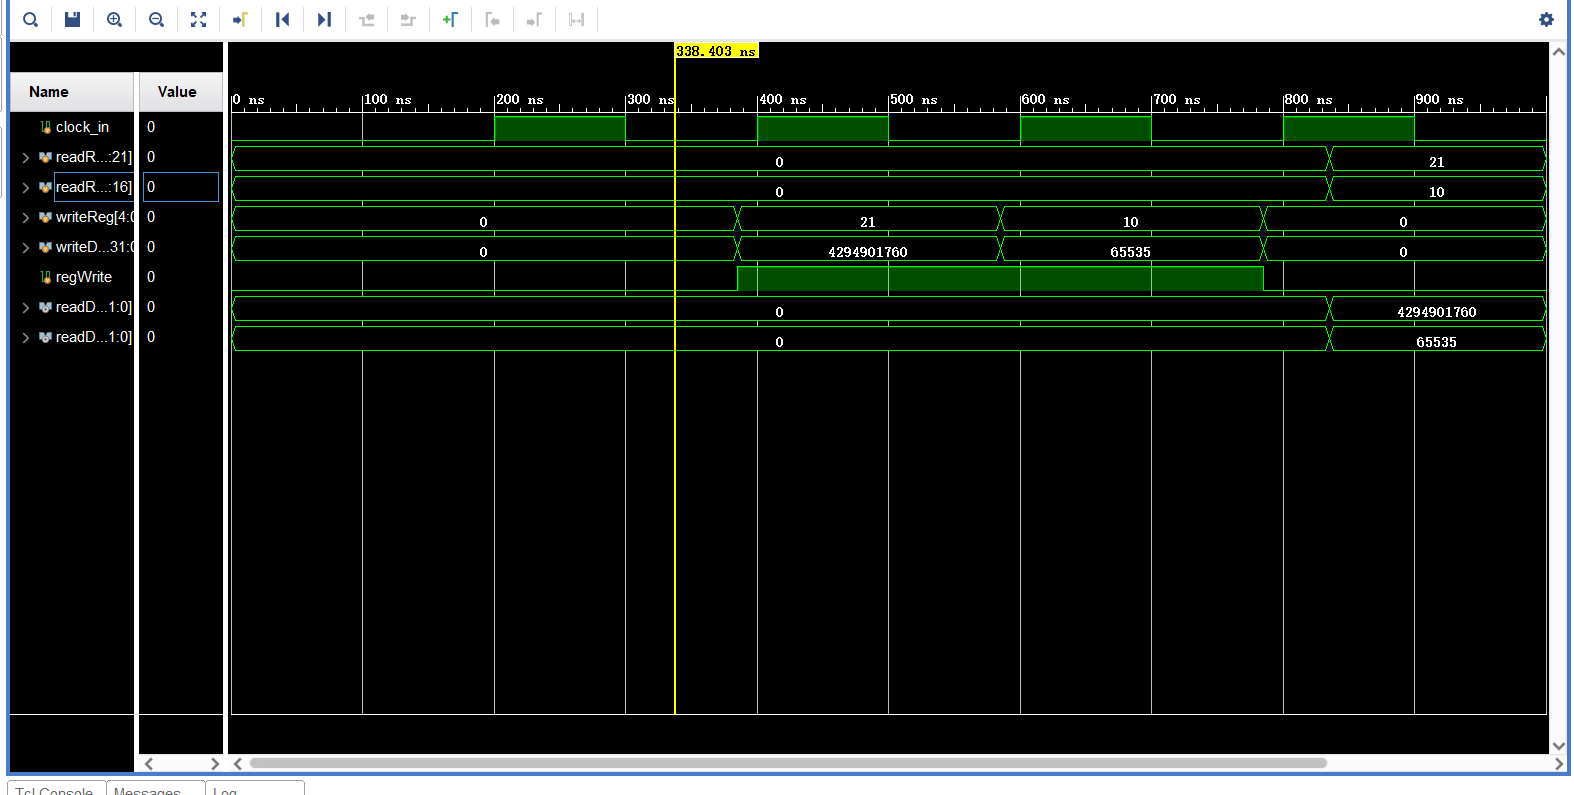 338.403 ns
Name Value
0 ns 100 ns 200 ns 300 ns 400 ns 500 ns 600 ns 700 ns 800 ns 900 ns
clock_in 0
readR...:21] 0 0 21
readR...:16] 0 0 10
writeReg[4:0 0 0 21 10 0
writeD...31:0 0 0 4294901760 65535 0
regWrite 0
readD...1:0] 0 0 4294901760
readD...1:0] 0 0 65535
Tcl Console Messages Log